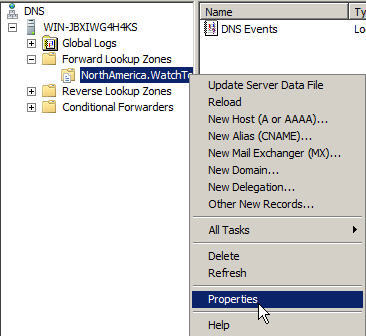 DNS
WIN-JBXIWG4H4KS
Global Logs
Forward Lookup Zones
NorthAmerica.WatchTo
Reverse Lookup Zones
Conditional Forwarders
Name
DNS Events
Lo
Update Server Data File
Reload
New Host (A or AAAA)...
New Alias (CNAME)...
New Mail Exchanger (MX)...
New Domain...
New Delegation...
Other New Records...
All Tasks
Delete
Refresh
Properties
Help